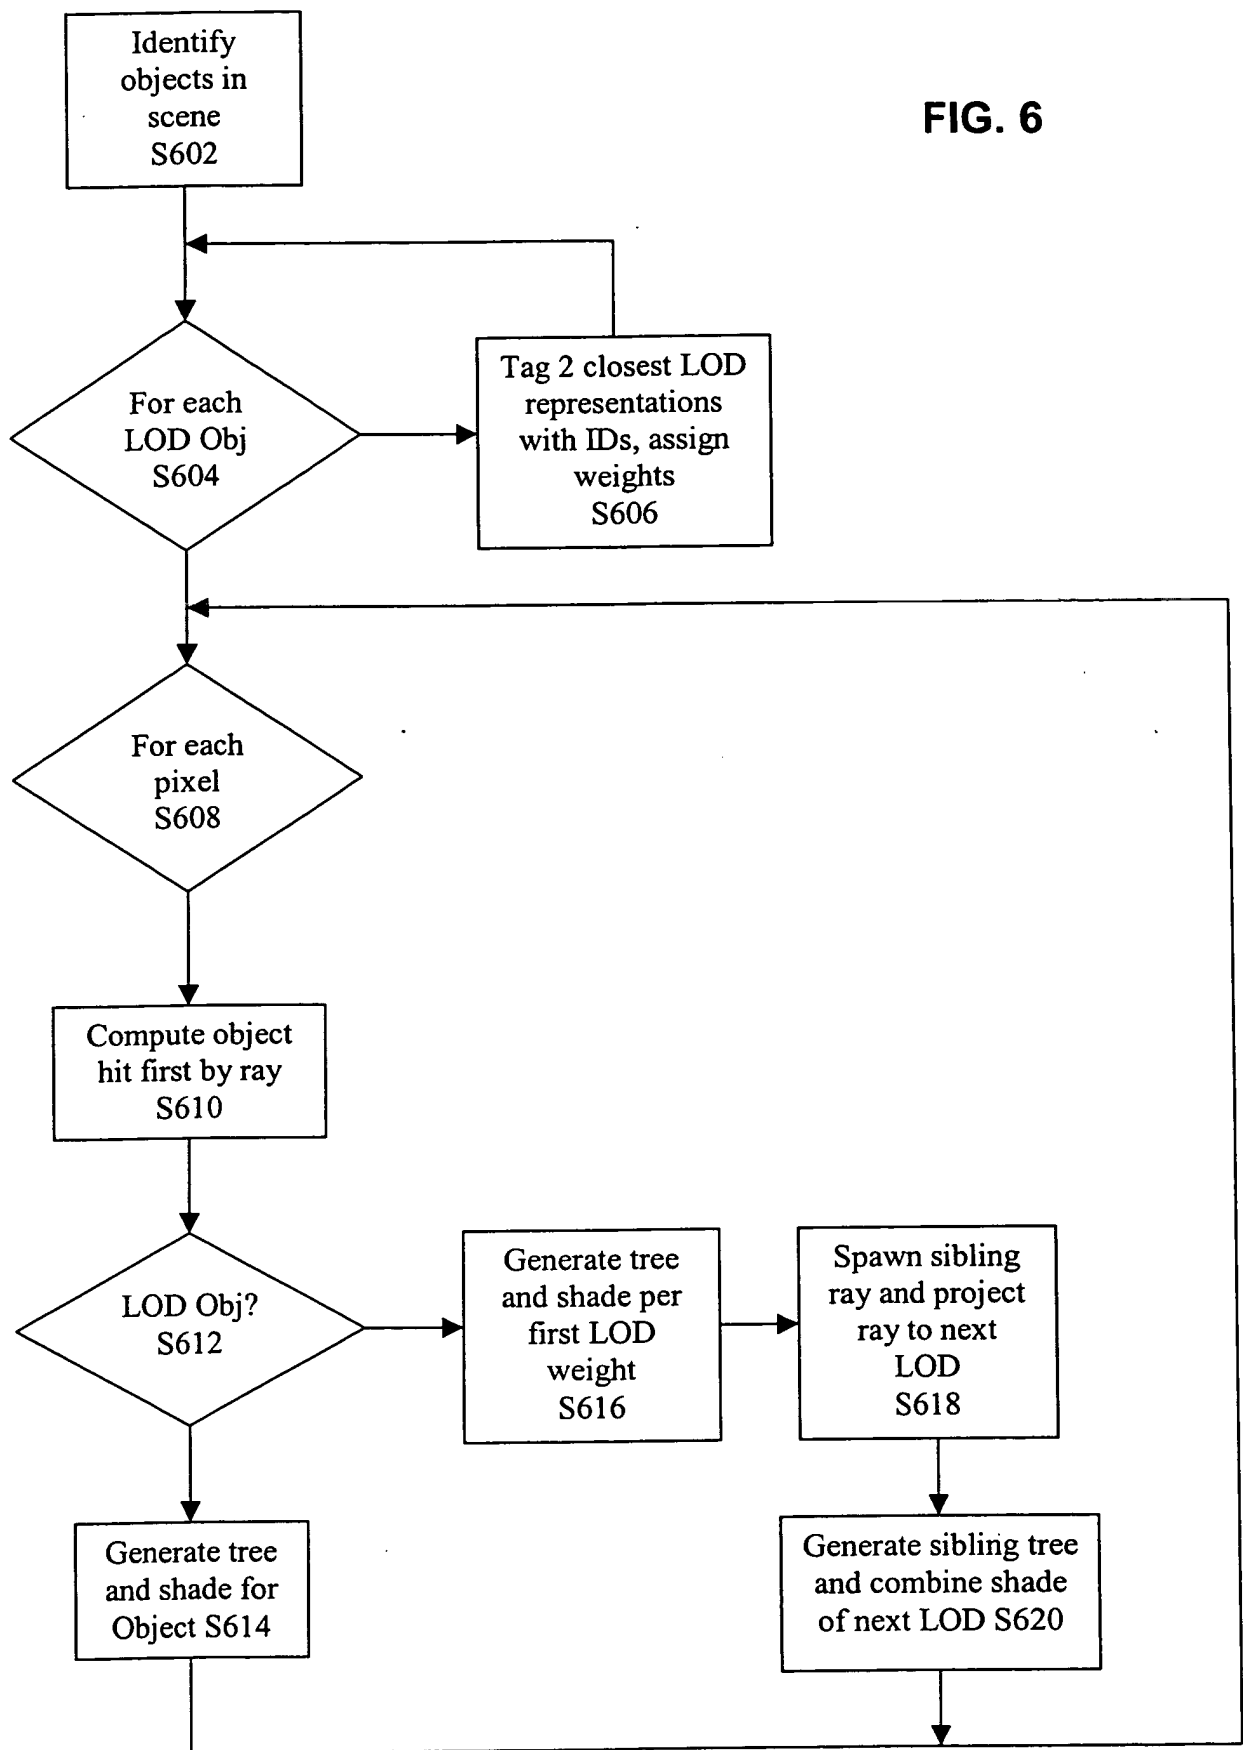 Identify
objects in
scene
S602
FIG. 6
For each
LOD Obj
S604
Tag 2 closest LOD
representations
with IDs, assign
weights
S606
For each
pixel
S608
Compute object
hit first by ray
S610
LOD Obj?
S612
Generate tree
and shade per
first LOD
weight
S616
Spawn sibling
ray and project
ray to next
LOD
S618
Generate tree
and shade for
Object S614
Generate sibling tree
and combine shade
of next LOD S620